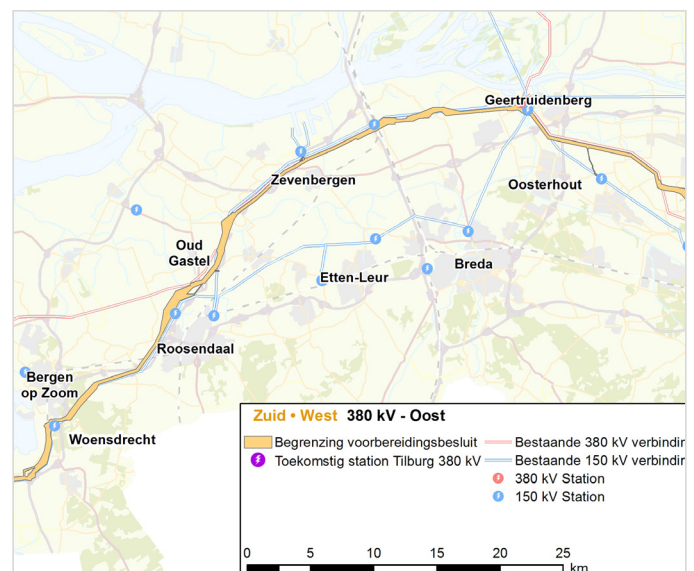 Geertruidenberg
Zevenbergen
Oosterhout
Oud
Gastel
Etten-Leur
Breda
Roosendaal
Bergen
op Zoom
Woensdrecht
Zuid • West 380 kV - Oost
Begrenzing voorbereidingsbesluit
Bestaande 380 kV verbindin
Toekomstig station Tilburg 380 kV
Bestaande 150 kV verbindin
380 kV Station
150 kV Station
0 5 10 15 20 25
km